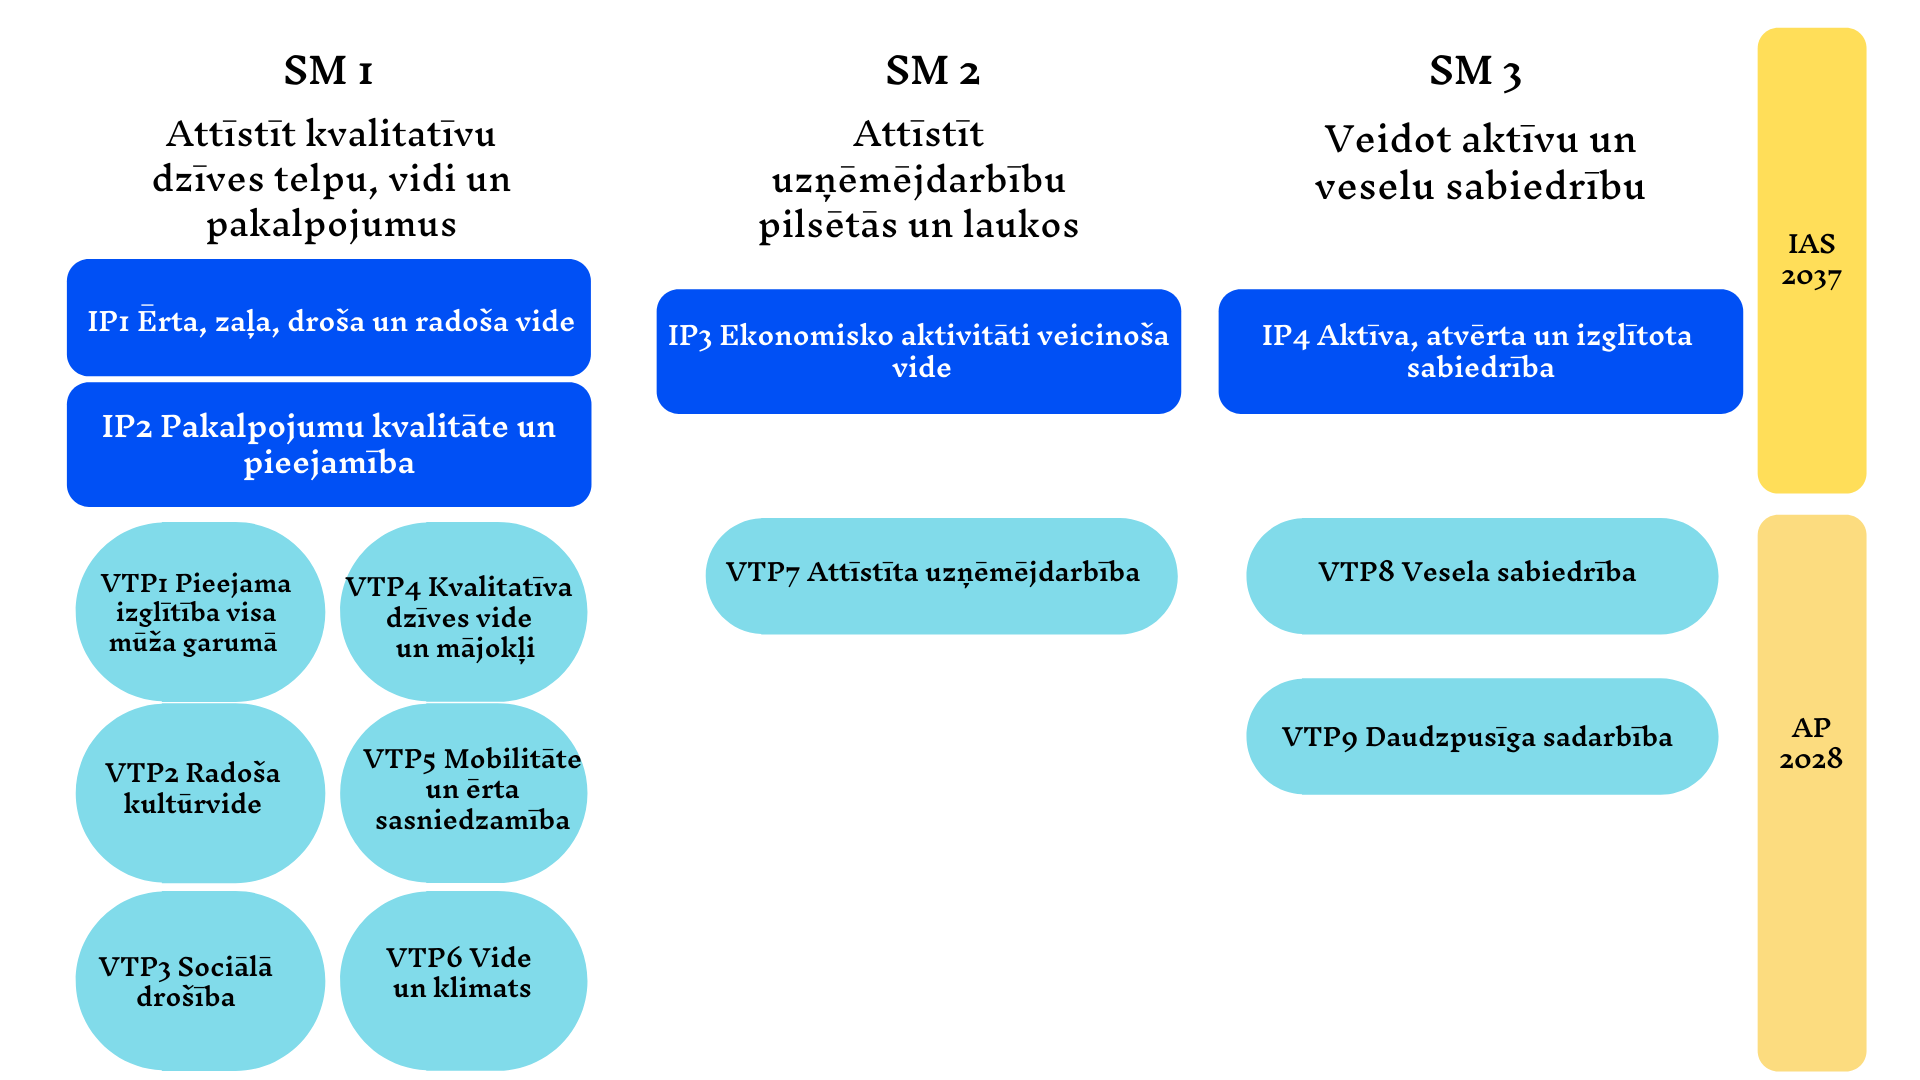 SM 1
Attīstīt kvalitatīvu
dzīves telpu, vidi un
pakalpojumus
IP1 Ērta, zaļa, droša un radoša vide
IP2 Pakalpojumu kvalitāte un
pieejamība
VTP1 Pieejama
izglītība visa
mūža garumā
VTP4 Kvalitatīva
dzīves vide
un mājokļi
VTP2 Radoša
kultūrvide
VTP5 Mobilitāte
un ērta
sasniedzamība
VTP3 Sociālā
drošība
VTP6 Vide
un klimats
SM 2
Attīstīt
uzņēmējdarbību
pilsētās un laukos
IP3 Ekonomisko aktivitāti veicinoša
vide
VTP7 Attīstīta uzņēmējdarbība
SM 3
Veidot aktīvu un
veselu sabiedrību
IP4 Aktīva, atvērta un izglītota
sabiedrība
VTP8 Vesela sabiedrība
VTP9 Daudzpusīga sadarbība
IAS
2037
AP
2028